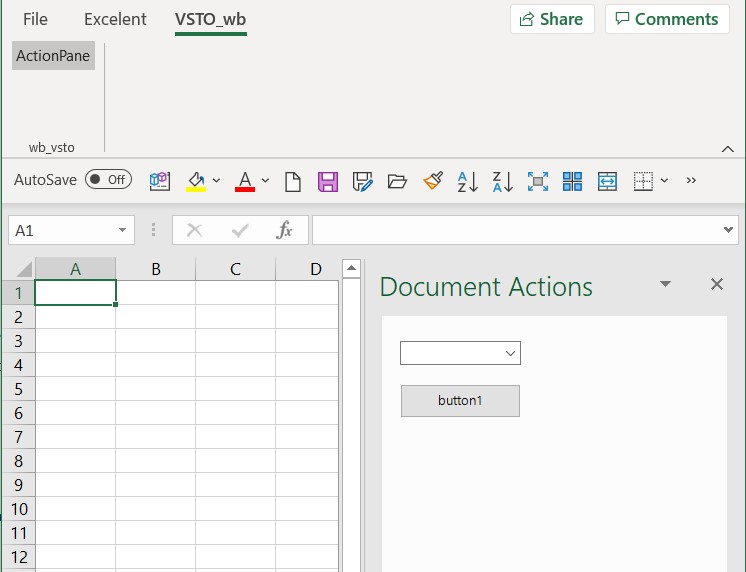 File Excelent VSTO_wb Share Comments
ActionPane
wb_vsto
AutoSave Off A A Z Z A »
A1 fx
A B C D
Document Actions
1
2
3
4
5
button1
6
7
8
9
10
11
12